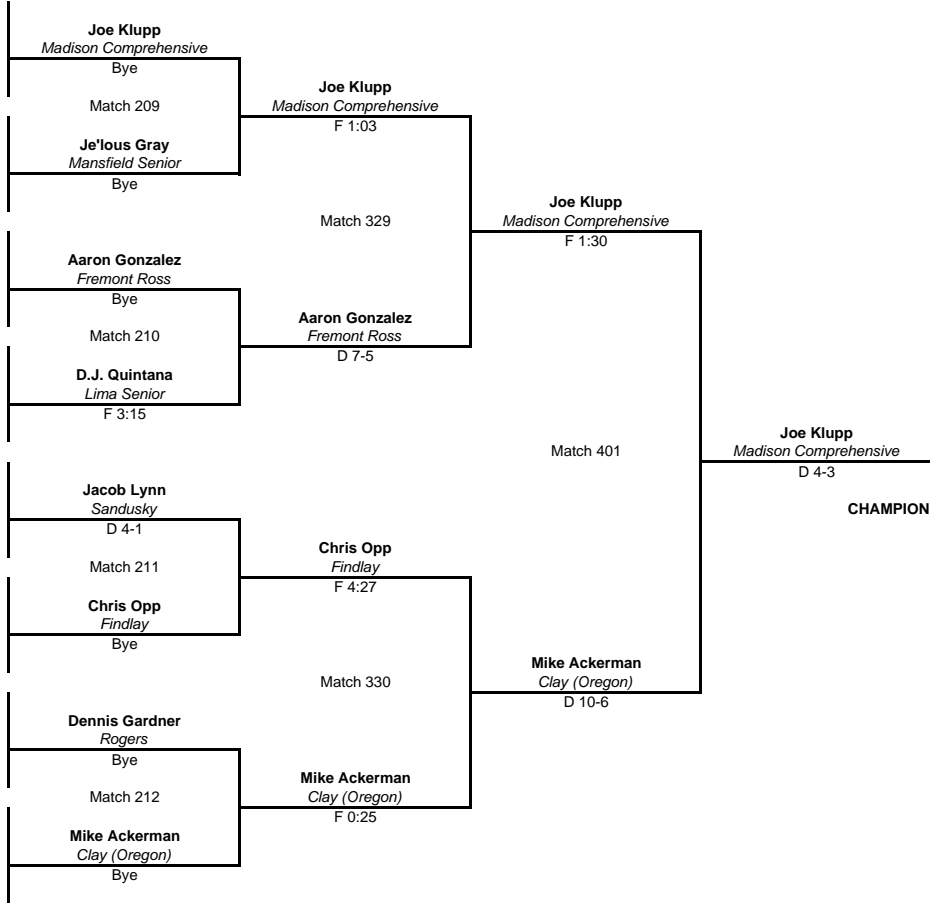 Joe Klupp
Madison Comprehensive
Bye
Match 209
Je'lous Gray
Mansfield Senior
Bye
Aaron Gonzalez
Fremont Ross
Bye
Match 210
D.J. Quintana
Lima Senior
F 3:15
Jacob Lynn
Sandusky
D 4-1
Match 211
Chris Opp
Findlay
Bye
Dennis Gardner
Rogers
Bye
Match 212
Mike Ackerman
Clay (Oregon)
Bye
Joe Klupp
Madison Comprehensive
F 1:03
Match 329
Aaron Gonzalez
Fremont Ross
D 7-5
Chris Opp
Findlay
F 4:27
Match 330
Mike Ackerman
Clay (Oregon)
F 0:25
Joe Klupp
Madison Comprehensive
F 1:30
Match 401
Mike Ackerman
Clay (Oregon)
D 10-6
Joe Klupp
Madison Comprehensive
D 4-3
CHAMPION